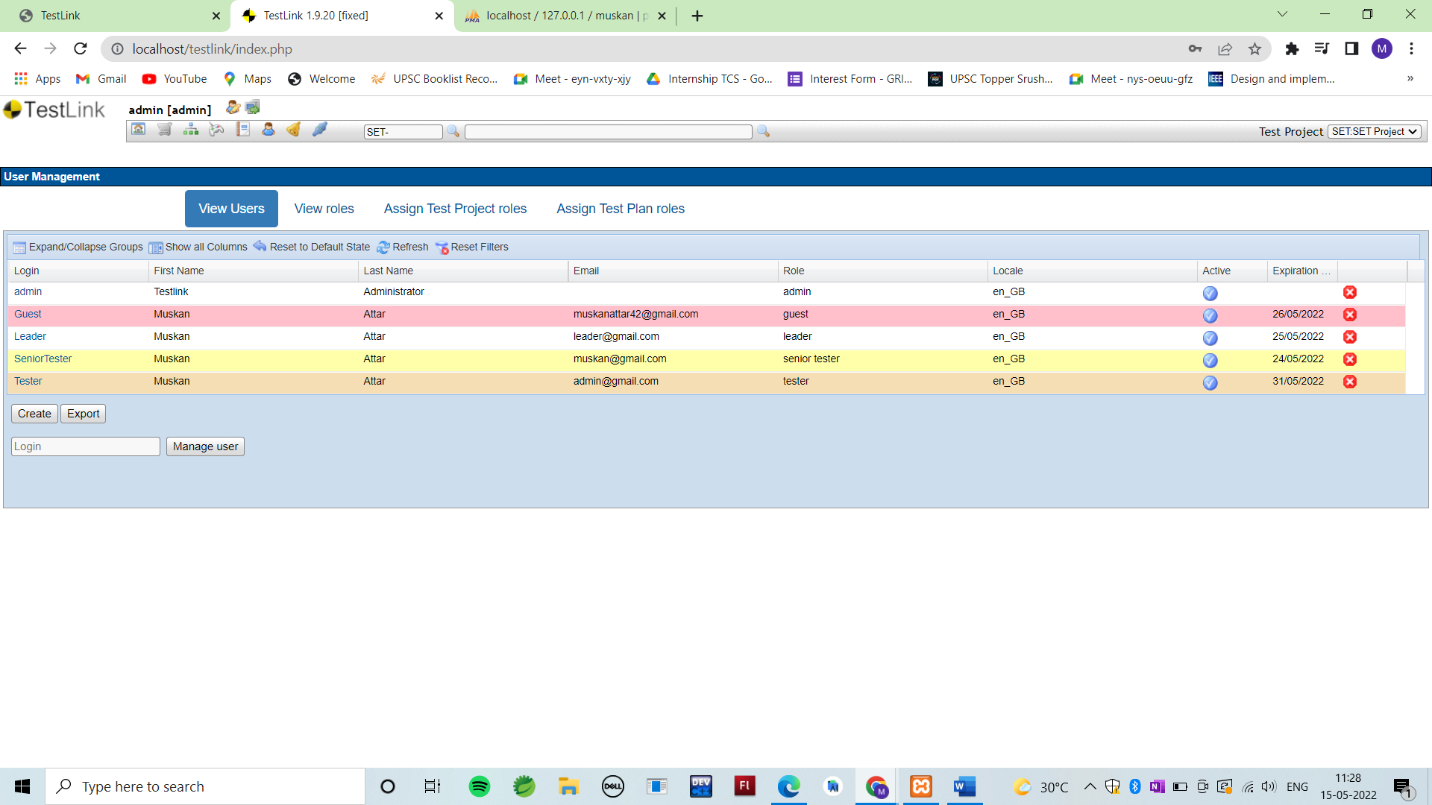 TestLink
TestLink 1.9.20 [fixed]
localhost / 127.0.0.1 / muskan | p
localhost/testlink/index.php
M
Apps Gmail YouTube Maps Welcome UPSC Booklist Reco... Meet - eyn-vxty-xjy Internship TCS - Go... Interest Form - GRI... UPSC Topper Srush... Meet - nys-oeuu-gfz IEEE Design and implem... »
TestLink admin [admin]
SET- Test Project SET:SET Project
User Management
View Users View roles Assign Test Project roles Assign Test Plan roles
Expand/Collapse Groups Show all Columns Reset to Default State Refresh Reset Filters
Login First Name Last Name Email Role Locale Active Expiration ...
admin Testlink Administrator admin en_GB
Guest Muskan Attar muskanattar42@gmail.com guest en_GB 26/05/2022
Leader Muskan Attar leader@gmail.com leader en_GB 25/05/2022
SeniorTester Muskan Attar muskan@gmail.com senior tester en_GB 24/05/2022
Tester Muskan Attar admin@gmail.com tester en_GB 31/05/2022
Create Export
Login Manage user
Type here to search DELL DEV Fl M W 30°C ENG 11:28
15-05-2022 1